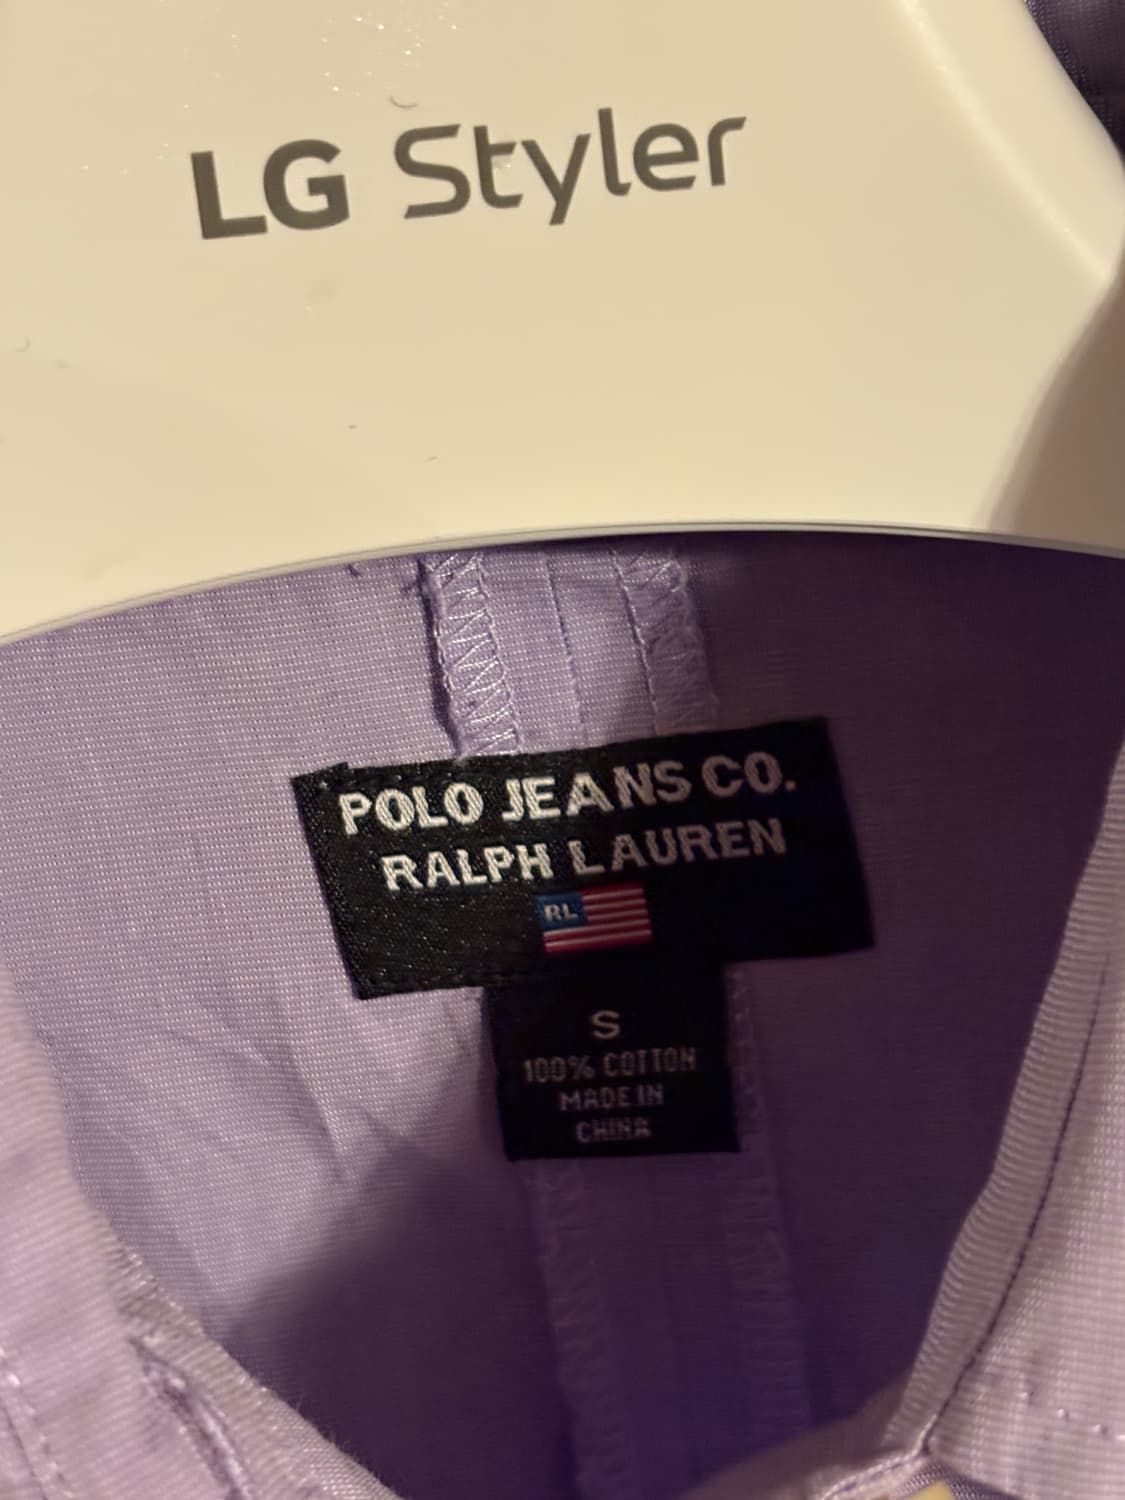 LG Styler
POLO JEANS CO.
RALPH LAUREN
RL
S
100% COTTON
MADE IN
CHINA